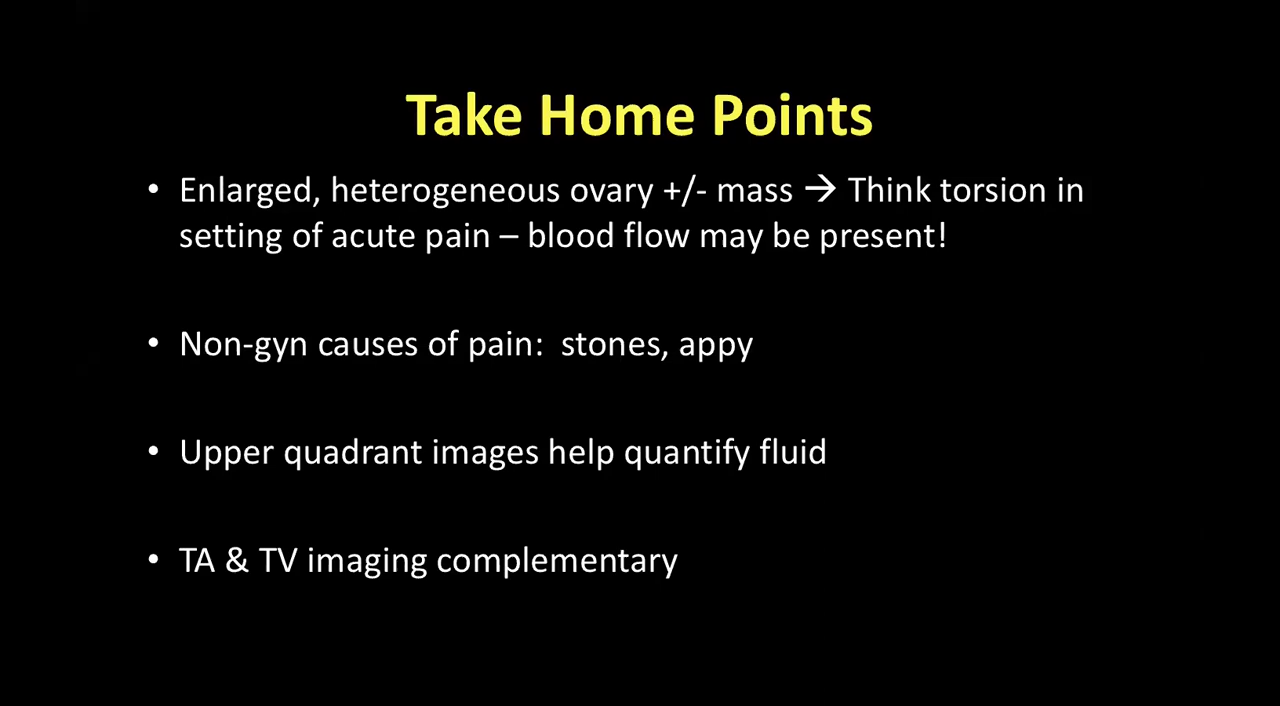 Take Home Points
• Enlarged, heterogeneous ovary +/- mass → Think torsion in
setting of acute pain – blood flow may be present!
• Non-gyn causes of pain:  stones, appy
• Upper quadrant images help quantify fluid
• TA & TV imaging complementary